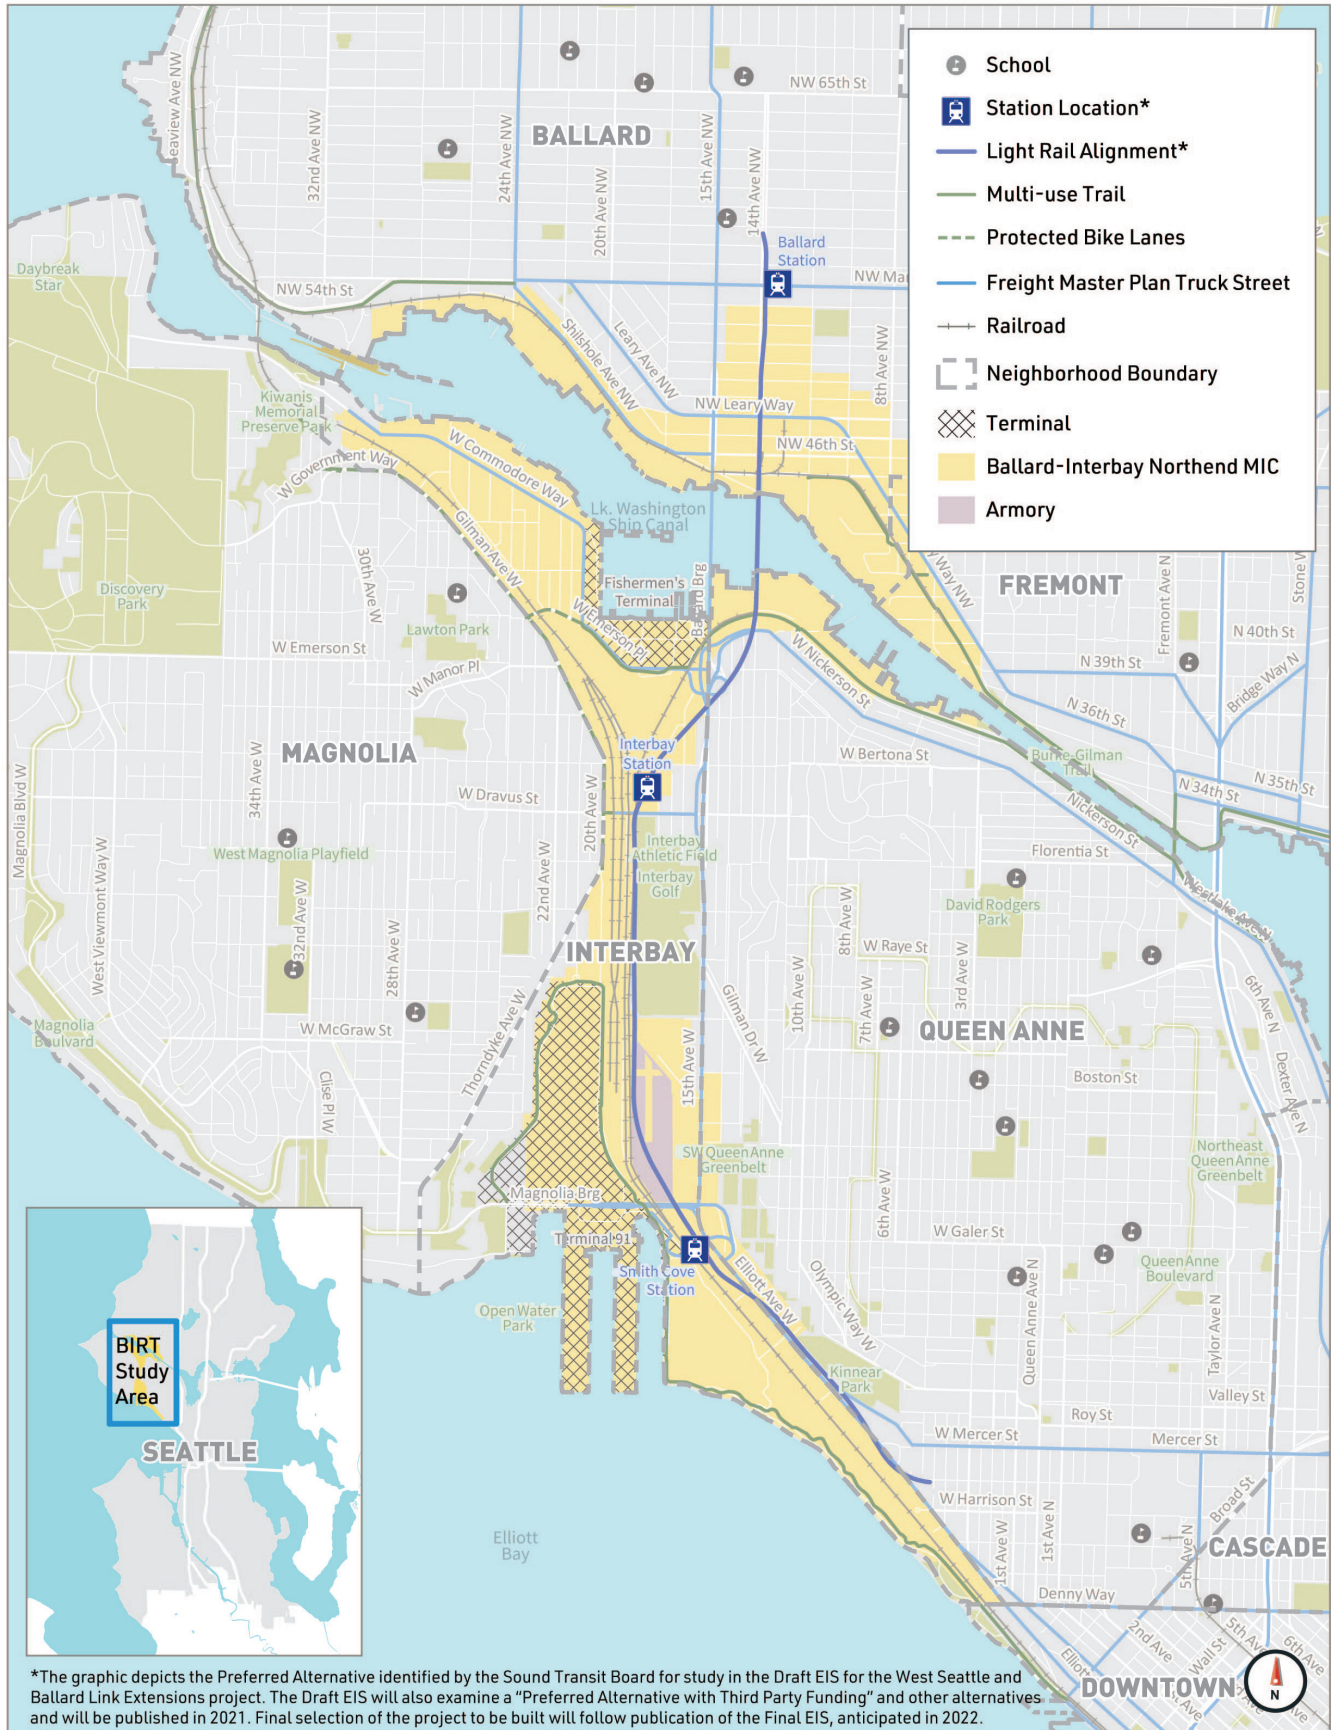 School
Station Location*
Light Rail Alignment*
Multi-use Trail
Protected Bike Lanes
Freight Master Plan Truck Street
Railroad
Neighborhood Boundary
Terminal
Ballard-Interbay Northend MIC
Armory
Seaview Ave NW
32nd Ave NW
24th Ave NW
BALLARD
20th Ave NW
15th Ave NW
14th Ave NW
NW 65th St
Ballard
Station
NW Mar
8th Ave NW
Daybreak
Star
NW 54th St
Shilshole Ave NW
Leary Ave NW
NW Leary Way
NW 46th St
Kiwanis
Memorial
Preserve Park
W Government Way
W Commodore Way
Gilman Ave W
Lk. Washington
Ship Canal
Fishermen's
Terminal
Ballard Brg
W Emerson Pl
y Way NW
FREMONT
Fremont Ave N
Stone W
N 40th St
N 39th St
Bridge Way N
N 36th St
N 35th St
N 34th St
Discovery
Park
30th Ave W
Lawton Park
W Emerson St
W Manor Pl
W Nickerson St
W Bertona St
Burke-Gilman
Trail
Nickerson St
Florentia St
Westlake Ave N
MAGNOLIA
Interbay
Station
Magnolia Blvd W
34th Ave W
W Dravus St
20th Ave W
22nd Ave W
West Magnolia Playfield
West Viewmont Way W
32nd Ave W
28th Ave W
Interbay
Athletic Field
Interbay
Golf
INTERBAY
David Rodgers
Park
8th Ave W
W Raye St
3rd Ave W
10th Ave W
7th Ave W
Gilman Dr W
QUEEN ANNE
6th Ave N
Dexter Ave N
Boston St
Magnolia
Boulvard
W McGraw St
Clise Pl W
Thorndyke Ave W
15th Ave W
SW Queen Anne
Greenbelt
Northeast
Queen Anne
Greenbelt
6th Ave W
Magnolia Brg
W Galer St
Terminal 91
Smith Cove
Station
Elliott Ave W
Olympic Way W
Queen Anne Ave N
Queen Anne
Boulevard
Taylor Ave N
Open Water
Park
Kinnear
Park
Valley St
Roy St
W Mercer St
Mercer St
W Harrison St
1st Ave W
1st Ave N
5th Ave N
Broad St
CASCADE
Denny Way
Elliott
Bay
BIRT
Study
Area
SEATTLE
2nd Ave
Wall St
5th Ave
6th Ave
Elliott
DOWNTOWN
N
*The graphic depicts the Preferred Alternative identified by the Sound Transit Board for study in the Draft EIS for the West Seattle and
Ballard Link Extensions project. The Draft EIS will also examine a “Preferred Alternative with Third Party Funding” and other alternatives
and will be published in 2021. Final selection of the project to be built will follow publication of the Final EIS, anticipated in 2022.